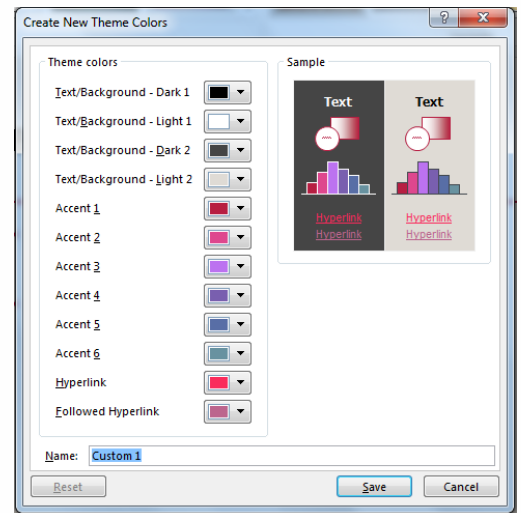 Create New Theme Colors
?
X
Theme colors
Text/Background - Dark 1
Text/Background - Light 1
Text/Background - Dark 2
Text/Background - Light 2
Accent 1
Accent 2
Accent 3
Accent 4
Accent 5
Accent 6
Hyperlink
Followed Hyperlink
Sample
Text Text
Hyperlink Hyperlink
Hyperlink Hyperlink
Name: Custom 1
Reset Save Cancel